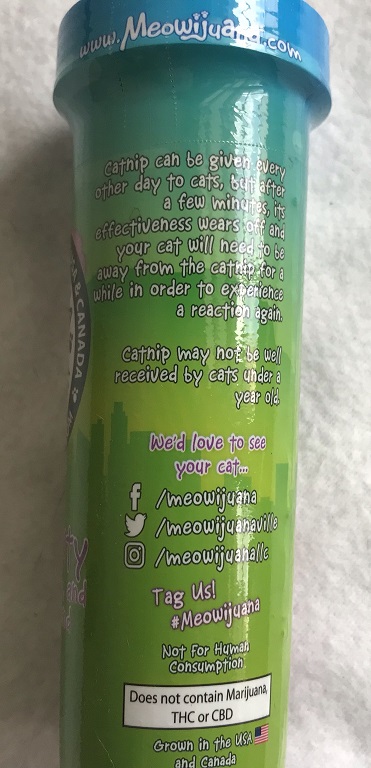 www.Meowijuana.com
Catnip can be given every
other day to cats, but after
a few minutes, its
effectiveness wears off and
your cat will need to be
away from the catnip for a
while in order to experience
a reaction again.
Catnip may not be well
received by cats under a
year old.
& CANADA
We'd love to see
your cat...
/meowijuana
/meowijuanaville
/meowijuanallc
Tag Us!
#Meowijuana
Not For Human
Consumption
Does not contain Marijuana,
THC or CBD
Grown in the USA
and Canada